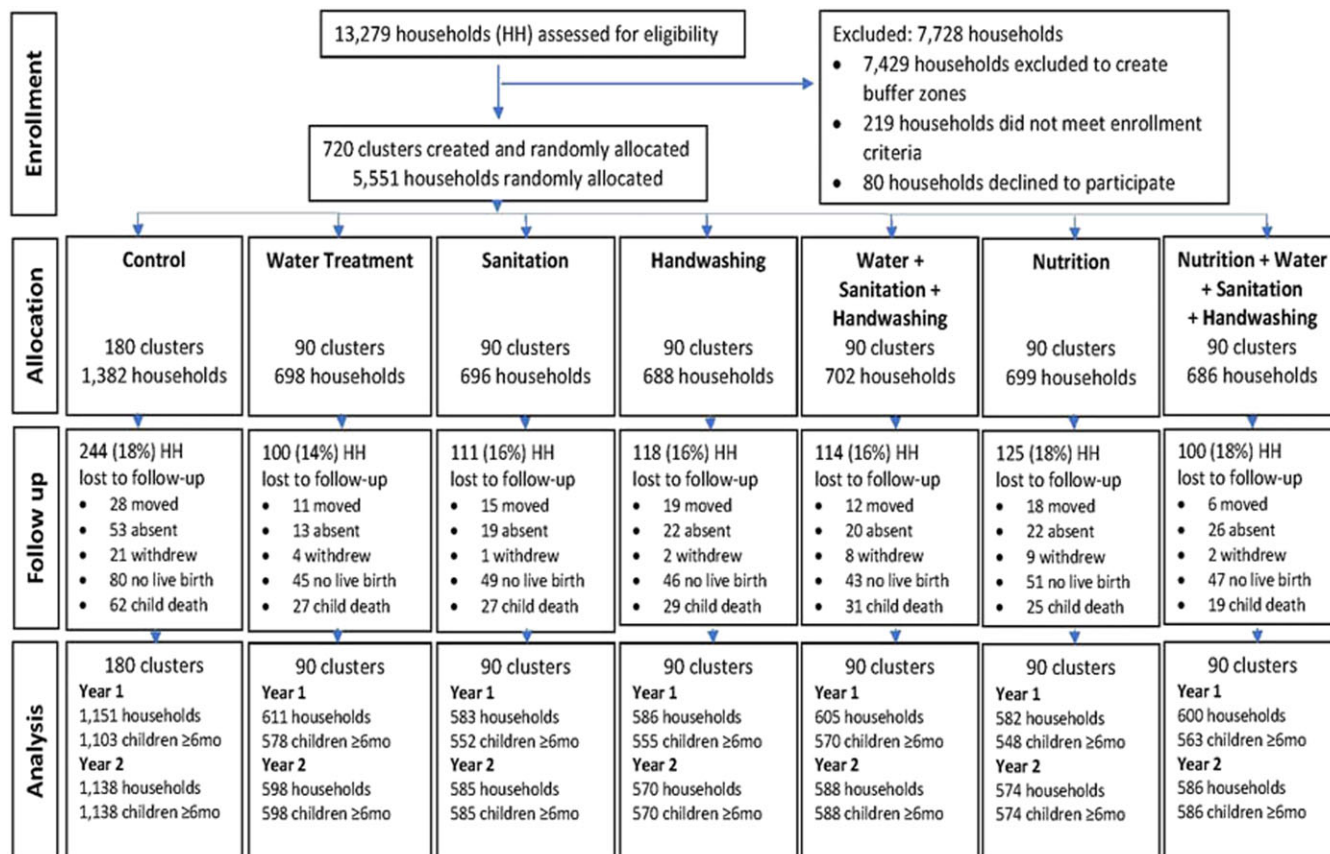 Enrollment
13,279 households (HH) assessed for eligibility
Excluded: 7,728 households
• 7,429 households excluded to create
buffer zones
• 219 households did not meet enrollment
criteria
• 80 households declined to participate
720 clusters created and randomly allocated
5,551 households randomly allocated
Allocation
Control
180 clusters
1,382 households
Water Treatment
90 clusters
698 households
Sanitation
90 clusters
696 households
Handwashing
90 clusters
688 households
Water +
Sanitation +
Handwashing
90 clusters
702 households
Nutrition
90 clusters
699 households
Nutrition + Water
+ Sanitation
+ Handwashing
90 clusters
686 households
Follow up
244 (18%) HH
lost to follow-up
• 28 moved
• 53 absent
• 21 withdrew
• 80 no live birth
• 62 child death
100 (14%) HH
lost to follow-up
• 11 moved
• 13 absent
• 4 withdrew
• 45 no live birth
• 27 child death
111 (16%) HH
lost to follow-up
• 15 moved
• 19 absent
• 1 withdrew
• 49 no live birth
• 27 child death
118 (16%) HH
lost to follow-up
• 19 moved
• 22 absent
• 2 withdrew
• 46 no live birth
• 29 child death
114 (16%) HH
lost to follow-up
• 12 moved
• 20 absent
• 8 withdrew
• 43 no live birth
• 31 child death
125 (18%) HH
lost to follow-up
• 18 moved
• 22 absent
• 9 withdrew
• 51 no live birth
• 25 child death
100 (18%) HH
lost to follow-up
• 6 moved
• 26 absent
• 2 withdrew
• 47 no live birth
• 19 child death
Analysis
180 clusters
Year 1
1,151 households
1,103 children ≥6mo
Year 2
1,138 households
1,138 children ≥6mo
90 clusters
Year 1
611 households
578 children ≥6mo
Year 2
598 households
598 children ≥6mo
90 clusters
Year 1
583 households
552 children ≥6mo
Year 2
585 households
585 children ≥6mo
90 clusters
Year 1
586 households
555 children ≥6mo
Year 2
570 households
570 children ≥6mo
90 clusters
Year 1
605 households
570 children ≥6mo
Year 2
588 households
588 children ≥6mo
90 clusters
Year 1
582 households
548 children ≥6mo
Year 2
574 households
574 children ≥6mo
90 clusters
Year 1
600 households
563 children ≥6mo
Year 2
586 households
586 children ≥6mo